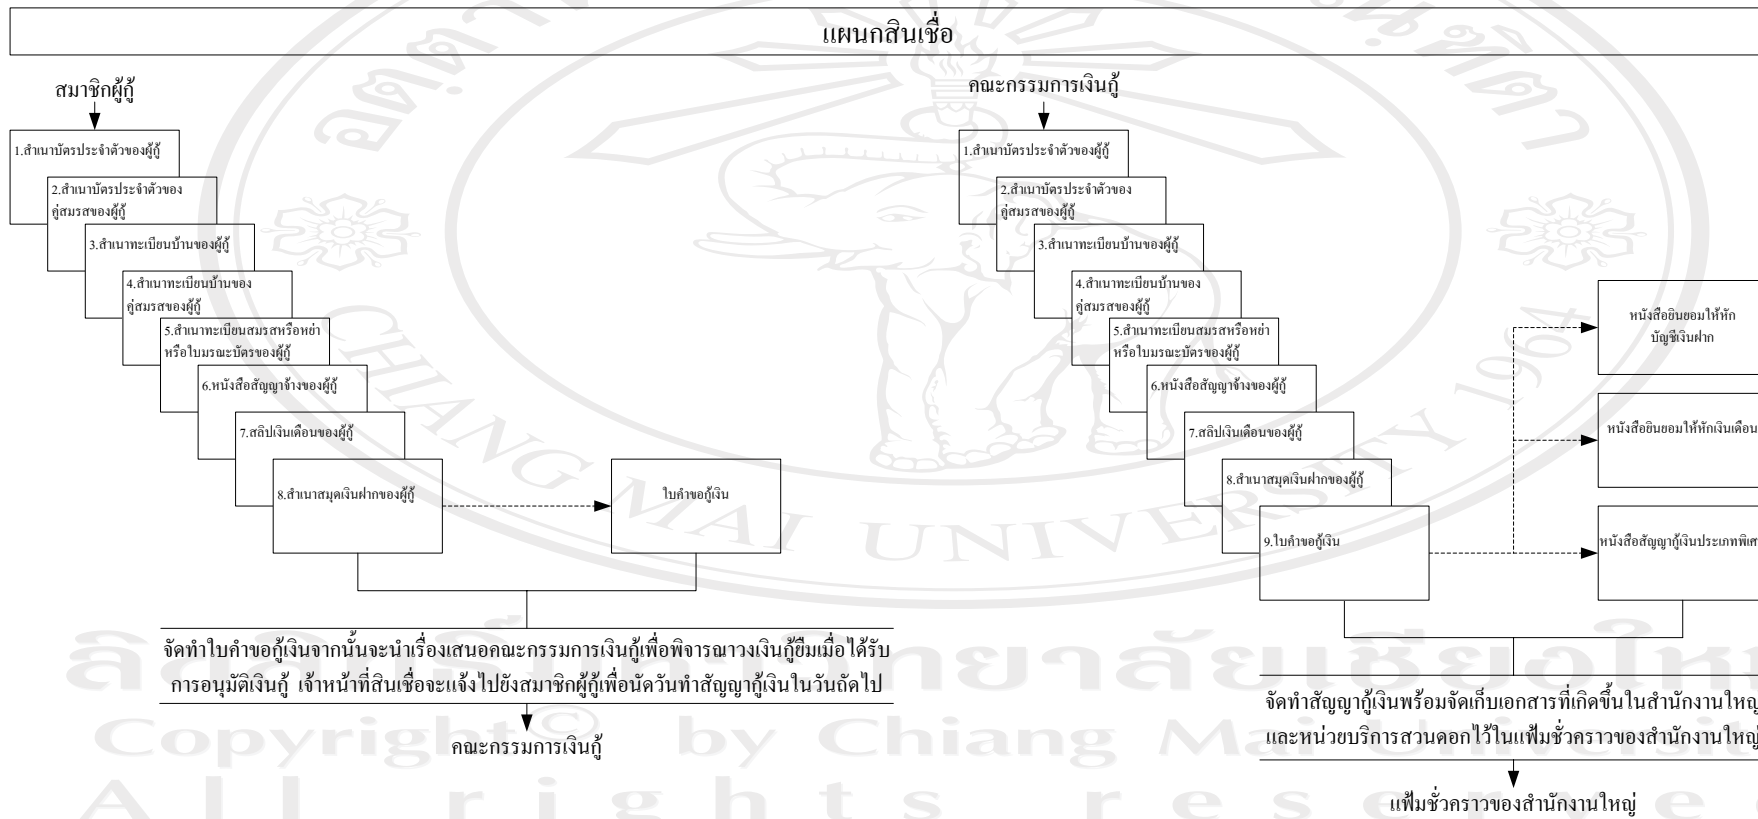 แผนกสินเชื่อ
สมาชิกผู้กู้
1.สำเนาบัตรประจำตัวของผู้กู้
2.สำเนาบัตรประจำตัวของ
คู่สมรสของผู้กู้
3.สำเนาทะเบียนบ้านของผู้กู้
4.สำเนาทะเบียนบ้านของ
คู่สมรสของผู้กู้
5.สำเนาทะเบียนสมรสหรือหย่า
หรือใบมรณะบัตรของผู้กู้
6.หนังสือสัญญาจ้างของผู้กู้
7.สลิปเงินเดือนของผู้กู้
8.สำเนาสมุดเงินฝากของผู้กู้
ใบคำขอกู้เงิน
จัดทำใบคำขอกู้เงินจากนั้นจะนำเรื่องเสนอคณะกรรมการเงินกู้เพื่อพิจารณาวงเงินกู้ยืมเมื่อได้รับ
การอนุมัติเงินกู้ เจ้าหน้าที่สินเชื่อจะแจ้งไปยังสมาชิกผู้กู้เพื่อนัดวันทำสัญญากู้เงินในวันถัดไป
คณะกรรมการเงินกู้
คณะกรรมการเงินกู้
1.สำเนาบัตรประจำตัวของผู้กู้
2.สำเนาบัตรประจำตัวของ
คู่สมรสของผู้กู้
3.สำเนาทะเบียนบ้านของผู้กู้
4.สำเนาทะเบียนบ้านของ
คู่สมรสของผู้กู้
5.สำเนาทะเบียนสมรสหรือหย่า
หรือใบมรณะบัตรของผู้กู้
6.หนังสือสัญญาจ้างของผู้กู้
7.สลิปเงินเดือนของผู้กู้
8.สำเนาสมุดเงินฝากของผู้กู้
9.ใบคำขอกู้เงิน
หนังสือยินยอมให้หัก
บัญชีเงินฝาก
หนังสือยินยอมให้หักเงินเดือน
หนังสือสัญญากู้เงินประเภทพิเศ
จัดทำสัญญากู้เงินพร้อมจัดเก็บเอกสารที่เกิดขึ้นในสำนักงานใหญ่
และหน่วยบริการสวนดอกไว้ในแฟ้มชั่วคราวของสำนักงานใหญ่
แฟ้มชั่วคราวของสำนักงานใหญ่
CHIANG MAI UNIVERSITY 1964
Copyright© by Chiang Mai
All rights reserve